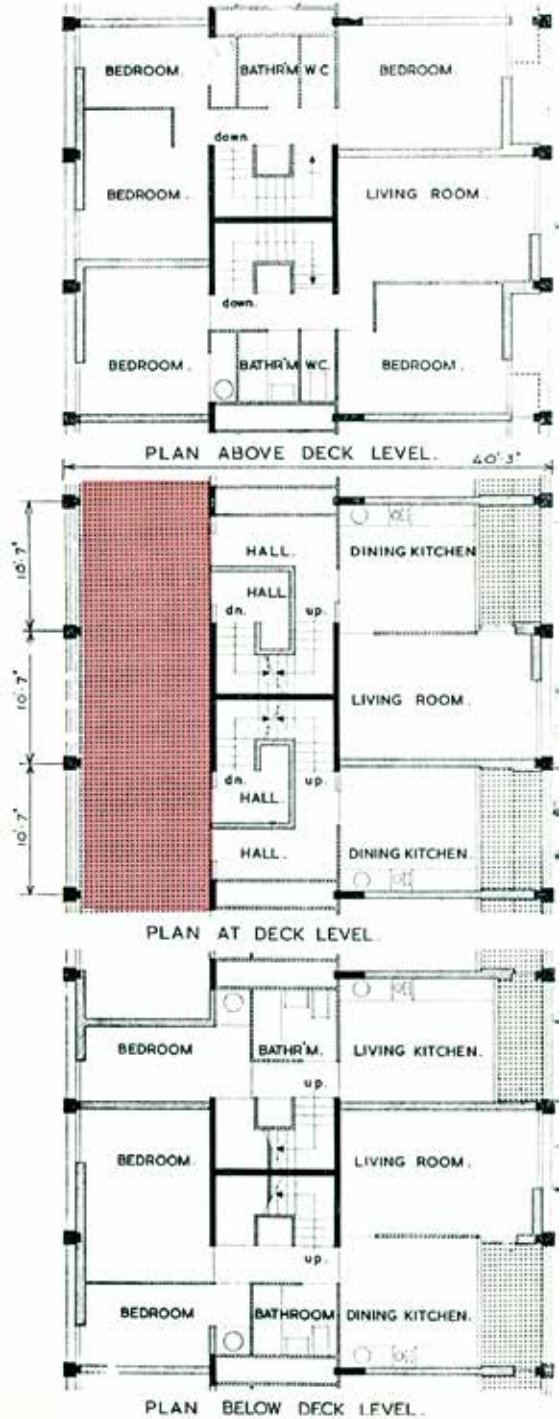 BEDROOM. BATHR'M W C BEDROOM.
down
BEDROOM. LIVING ROOM.
down.
BEDROOM. BATHR'M WC. BEDROOM.
PLAN ABOVE DECK LEVEL. 40'3"
10'.7"
HALL. DINING KITCHEN
HALL
dn. up.
10'.7"
LIVING ROOM.
dn. up.
10'.7"
HALL
HALL. DINING KITCHEN.
PLAN AT DECK LEVEL.
BEDROOM BATHR'M. LIVING KITCHEN.
up.
BEDROOM. LIVING ROOM.
up.
BEDROOM BATHROOM DINING KITCHEN.
PLAN BELOW DECK LEVEL.